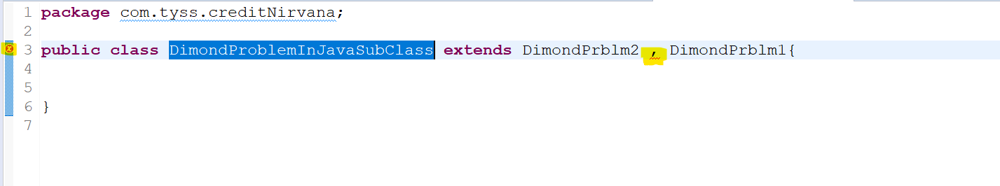 1 package com.tyss.creditNirvana;
2
3 public class DimondProblemInJavaSubClass extends DimondPrblm2 , DimondPrblm1{
4
5
6 }
7